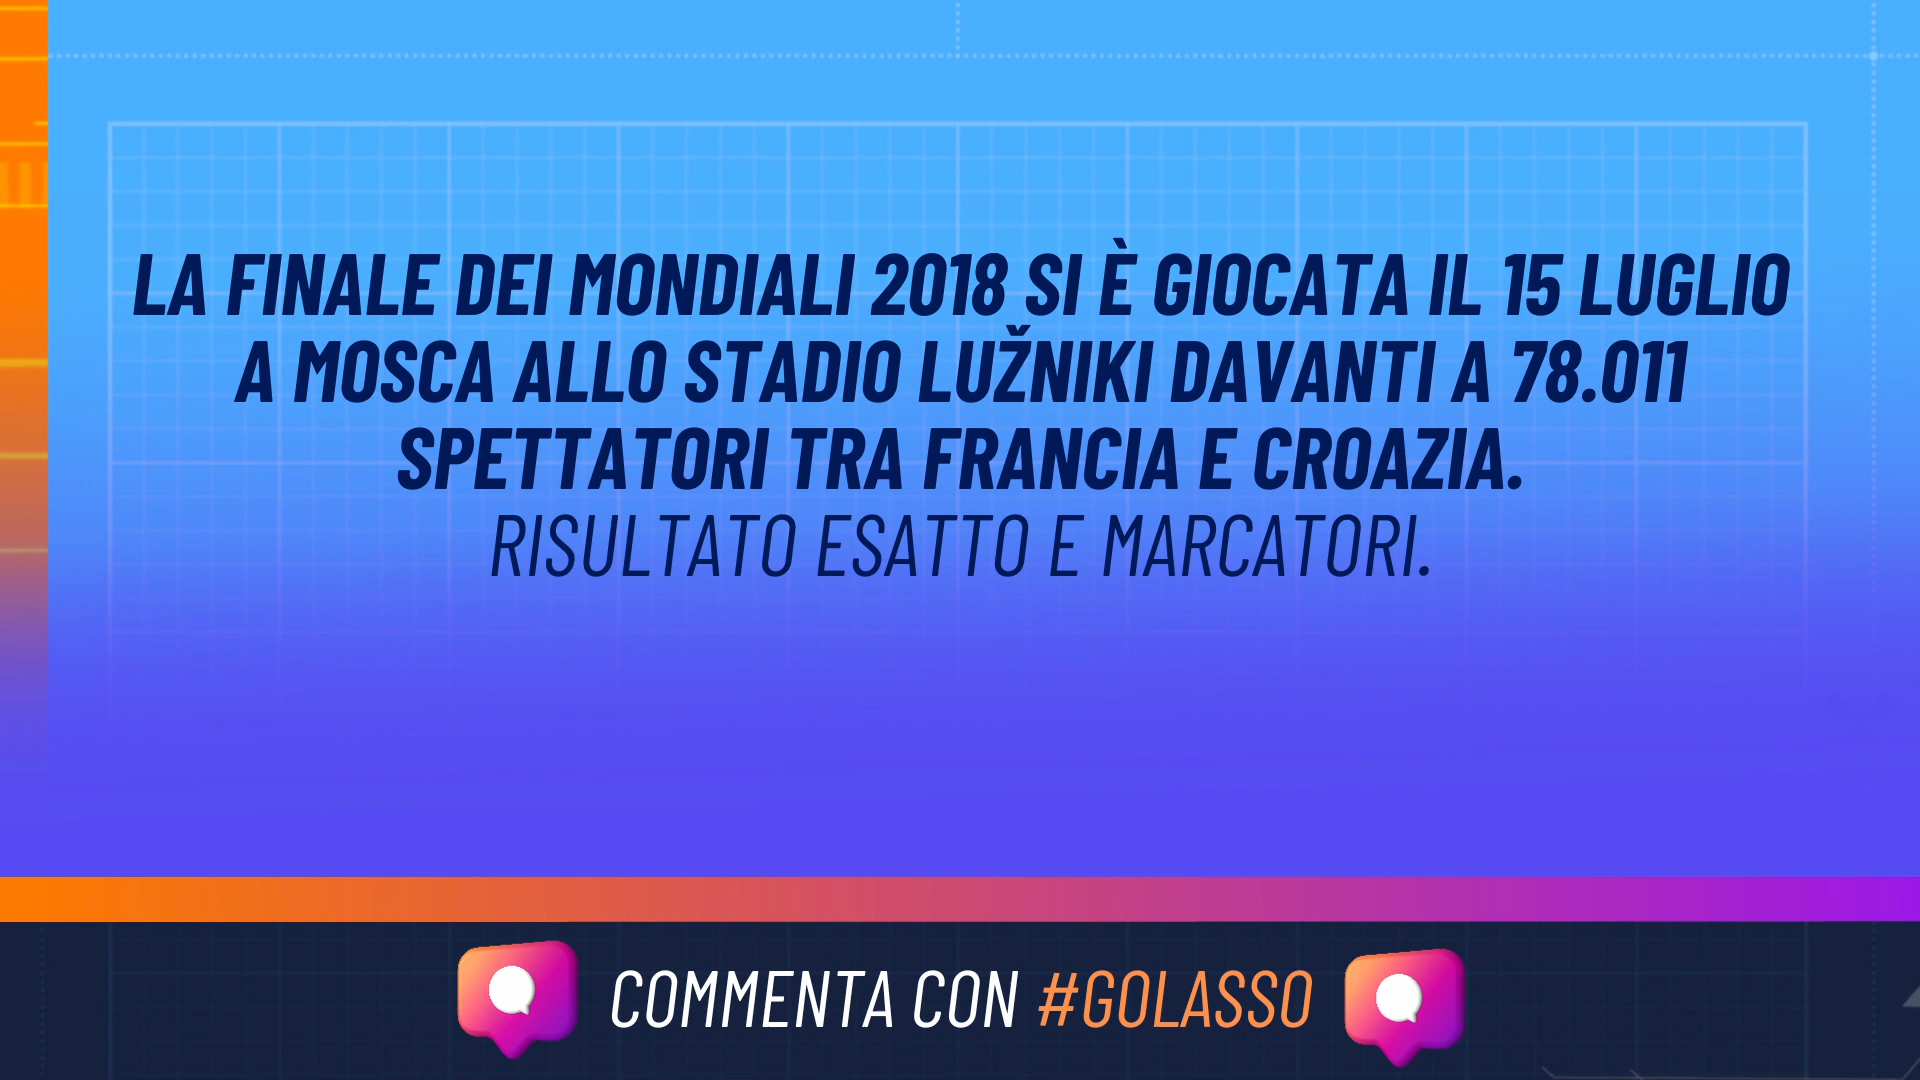 LA FINALE DEI MONDIALI 2018 SI È GIOCATA IL 15 LUGLIO
A MOSCA ALLO STADIO LUŽNIKI DAVANTI A 78.011
SPETTATORI TRA FRANCIA E CROAZIA.
RISULTATO ESATTO E MARCATORI.
COMMENTA CON #GOLASSO